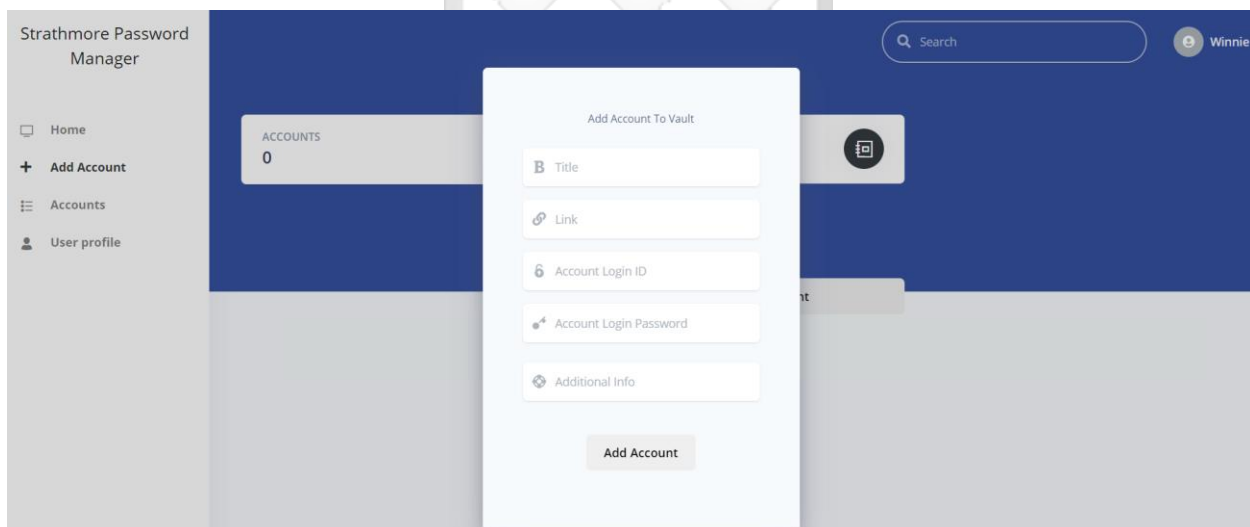 Strathmore Password
Manager
Home
Add Account
Accounts
User profile
Search
Winnie
ACCOUNTS
0
Add Account To Vault
Title
Link
Account Login ID
Account Login Password
Additional Info
Add Account